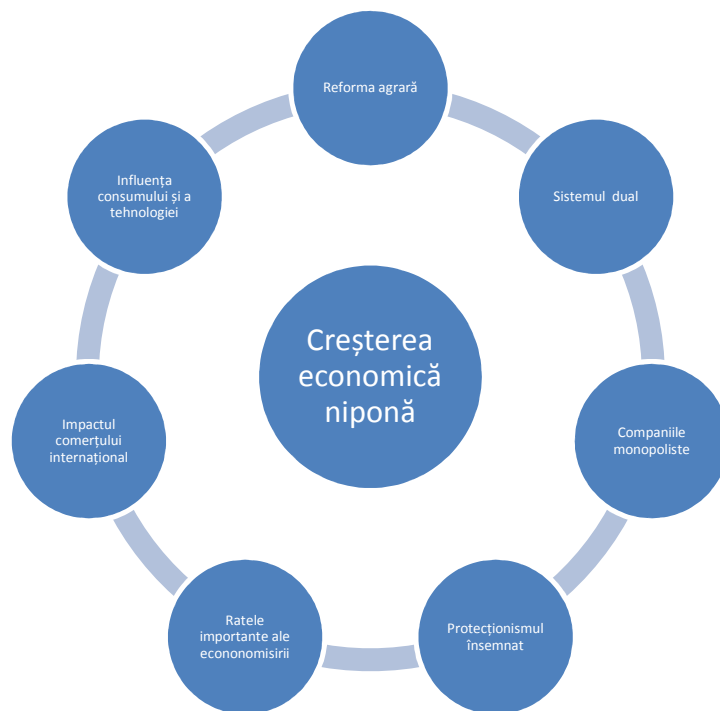 Reforma agrară
Sistemul  dual
Companiile
monopoliste
Protecționismul
însemnat
Ratele
importante ale
econonomisirii
Impactul
comerțului
internațional
Influența
consumului și a
tehnologiei
Creșterea
economică
niponă